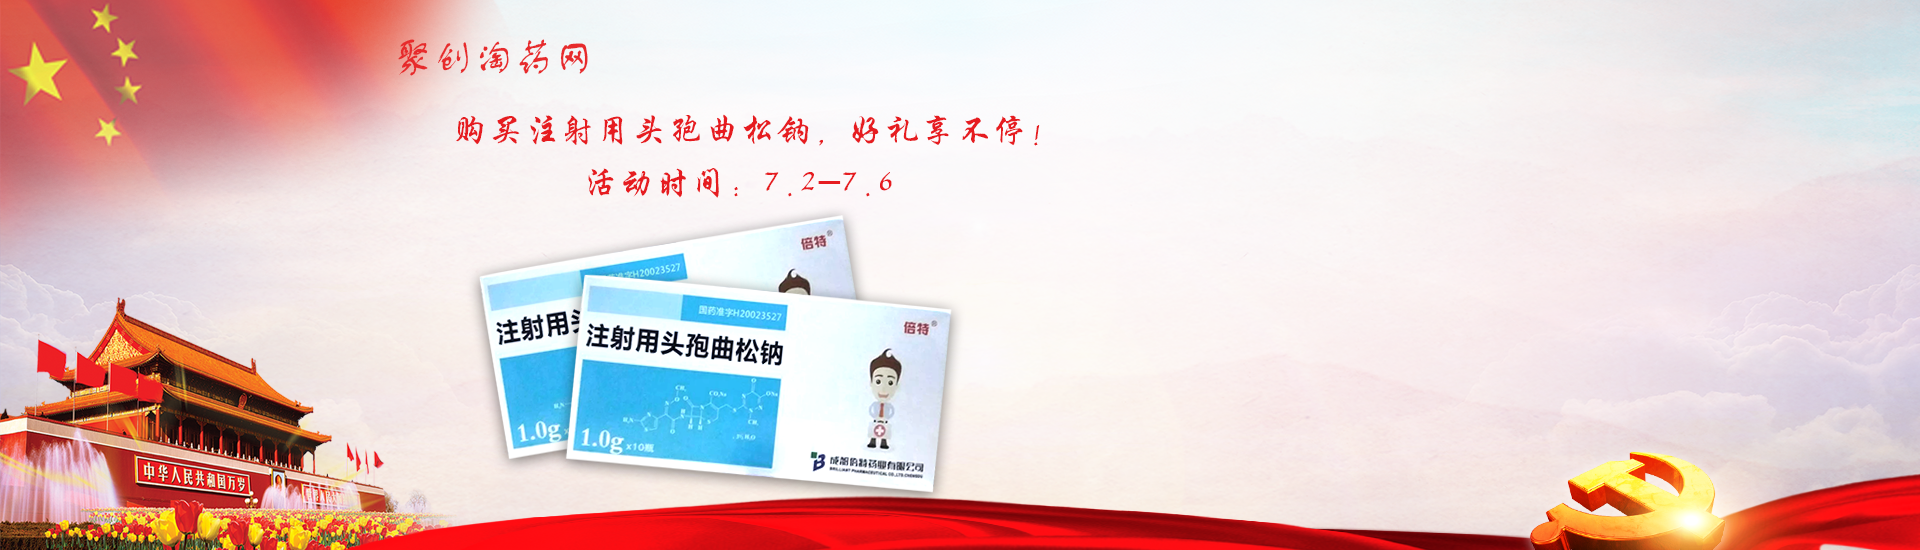 聚创淘药网
购买注射用头孢曲松钠，好礼享不停！
活动时间：7.2—7.6
倍特®
药准字H20023527
注射用头
1.0g
国药准字H20023527
倍特®
注射用头孢曲松钠
1.0g x10瓶
成都倍特药业有限公司
BRILLIANT PHARMACEUTICAL CO.,LTD.CHENGDU
中华人民共和国万岁